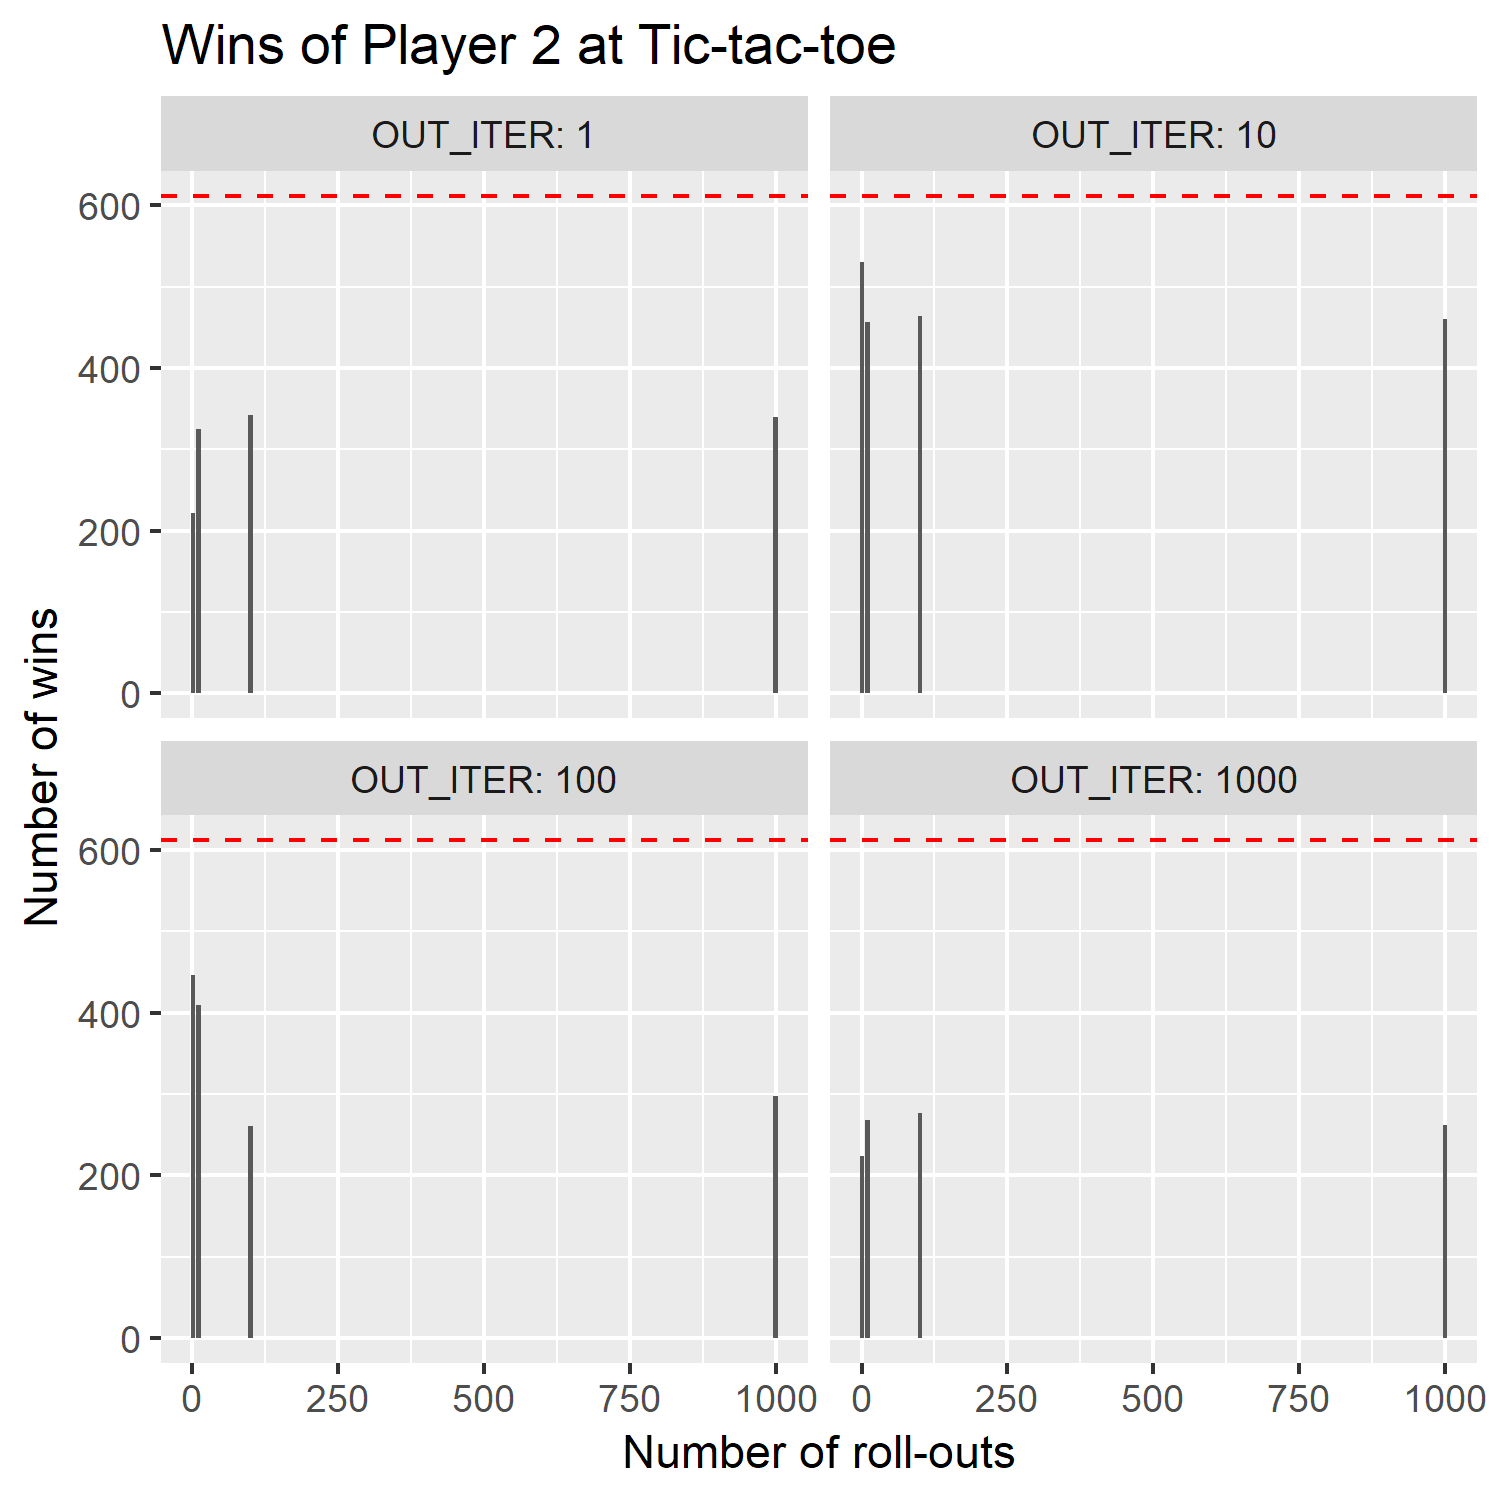 Wins of Player 2 at Tic-tac-toe
OUT_ITER: 1
OUT_ITER: 10
600
400
200
0
OUT_ITER: 100
OUT_ITER: 1000
600
400
200
0
Number of wins
0 250 500 750 1000
0 250 500 750 1000
Number of roll-outs